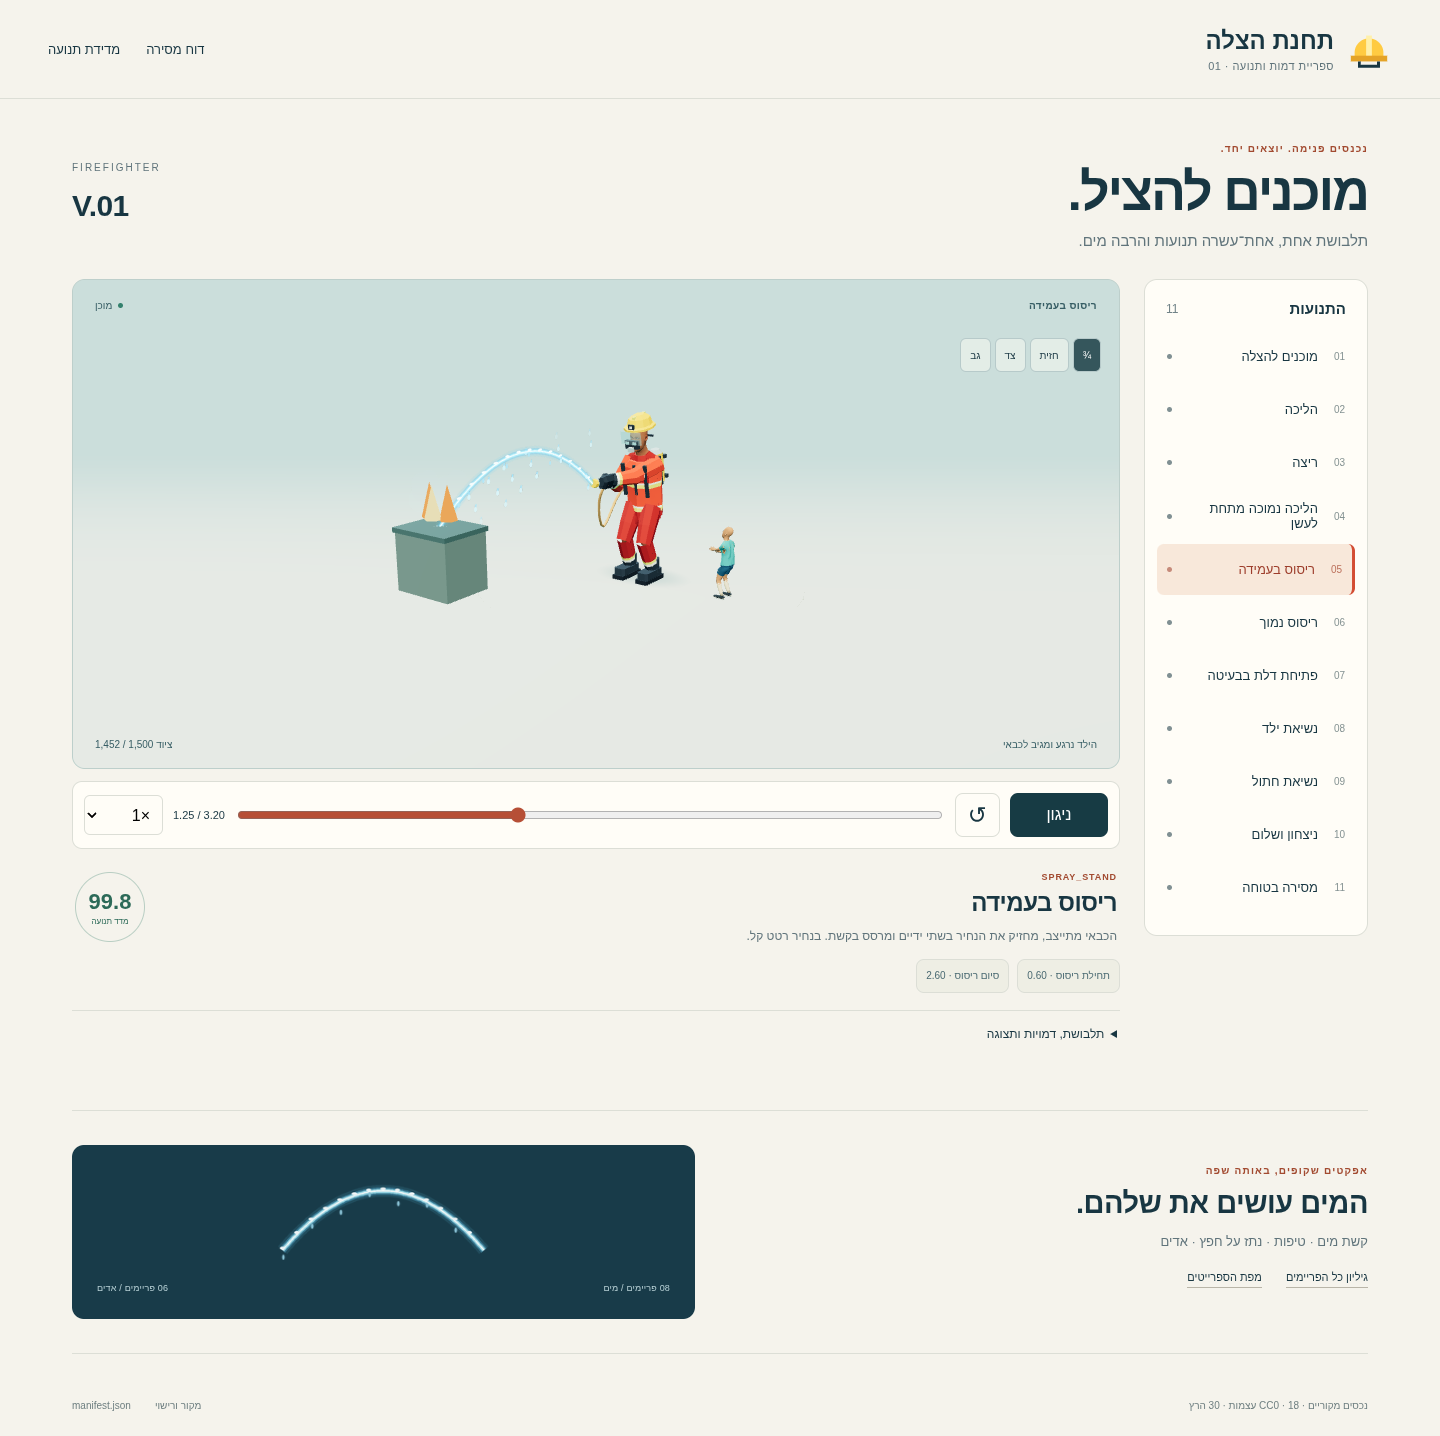 תחנת הצלה
ספריית דמות ותנועה · 01
דוח מסירה
מדידת תנועה
נכנסים פנימה. יוצאים יחד.
מוכנים להציל.
תלבושת אחת, אחת־עשרה תנועות והרבה מים.
FIREFIGHTER
V.01
התנועות
11
01 מוכנים להצלה
02 הליכה
03 ריצה
04 הליכה נמוכה מתחת
לעשן
05 ריסוס בעמידה
06 ריסוס נמוך
07 פתיחת דלת בבעיטה
08 נשיאת ילד
09 נשיאת חתול
10 ניצחון ושלום
11 מסירה בטוחה
ריסוס בעמידה
מוכן
¾
חזית
צד
גב
הילד נרגע ומגיב לכבאי
ציוד 1,452 / 1,500
ניגון
↺
1.25 / 3.20
1×
SPRAY_STAND
ריסוס בעמידה
הכבאי מתייצב, מחזיק את הנחיר בשתי ידיים ומרסס בקשת. בנחיר רטט קל.
99.8
מדד תנועה
תחילת ריסוס · 0.60
סיום ריסוס · 2.60
תלבושת, דמויות ותצוגה
אפקטים שקופים, באותה שפה
המים עושים את שלהם.
קשת מים · טיפות · נתז על חפץ · אדים
גיליון כל הפריימים
מפת הספרייטים
08 פריימים / מים
06 פריימים / אדים
נכסים מקוריים · CC0 · 18 עצמות · 30 הרץ
מקור ורישוי
manifest.json